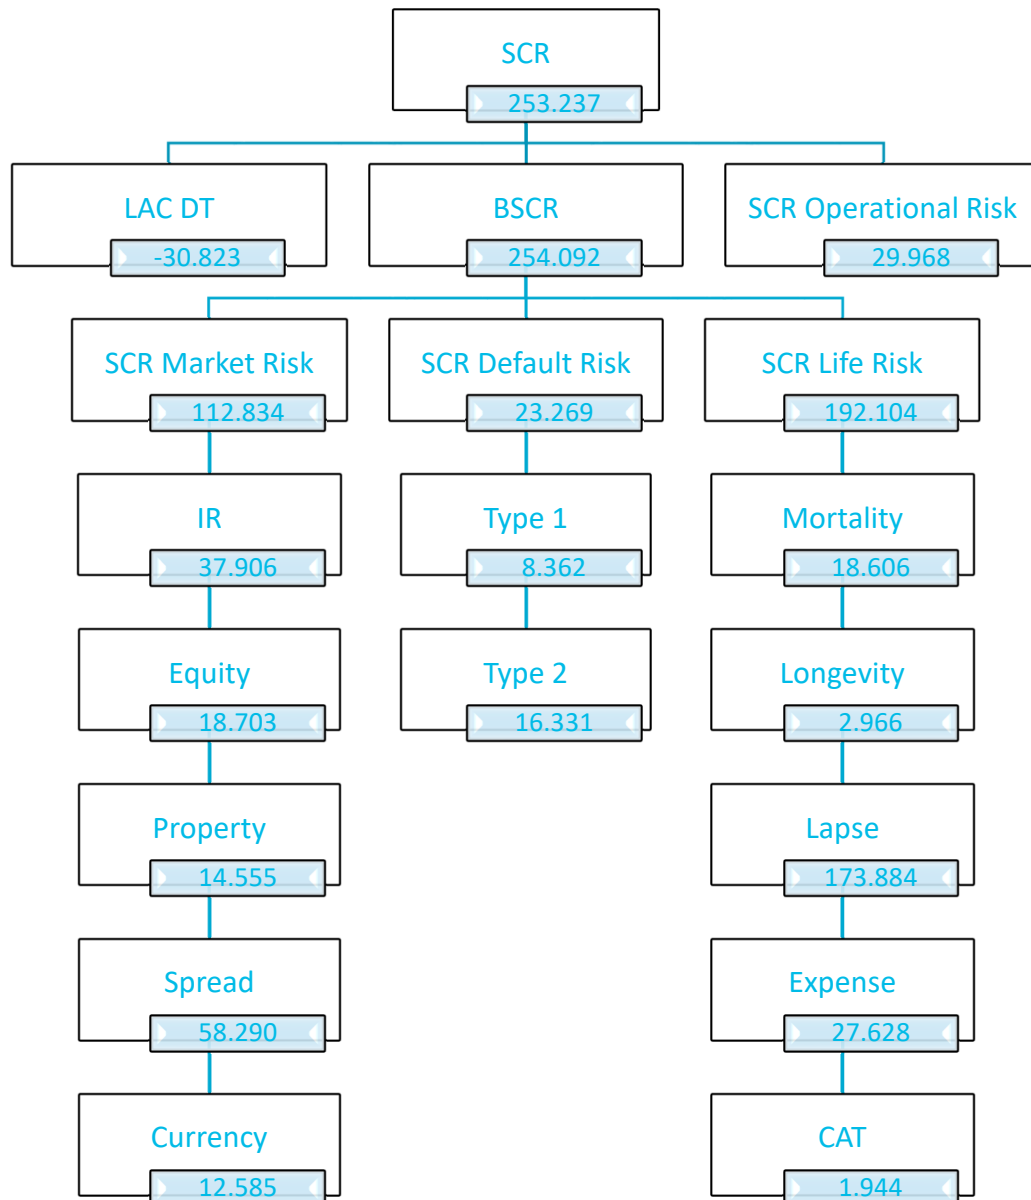 SCR
253.237
LAC DT
-30.823
BSCR
254.092
SCR Operational Risk
29.968
SCR Market Risk
112.834
SCR Default Risk
23.269
SCR Life Risk
192.104
IR
37.906
Type 1
8.362
Mortality
18.606
Equity
18.703
Type 2
16.331
Longevity
2.966
Property
14.555
Lapse
173.884
Spread
58.290
Expense
27.628
Currency
12.585
CAT
1.944